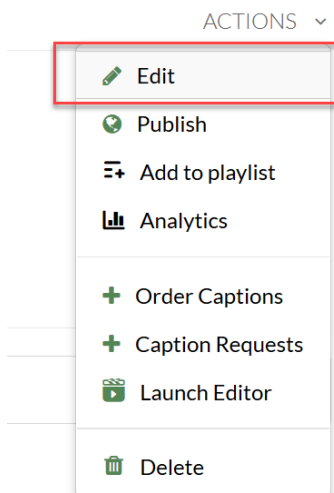 ACTIONS
Edit
Publish
Add to playlist
Analytics
Order Captions
Caption Requests
Launch Editor
Delete